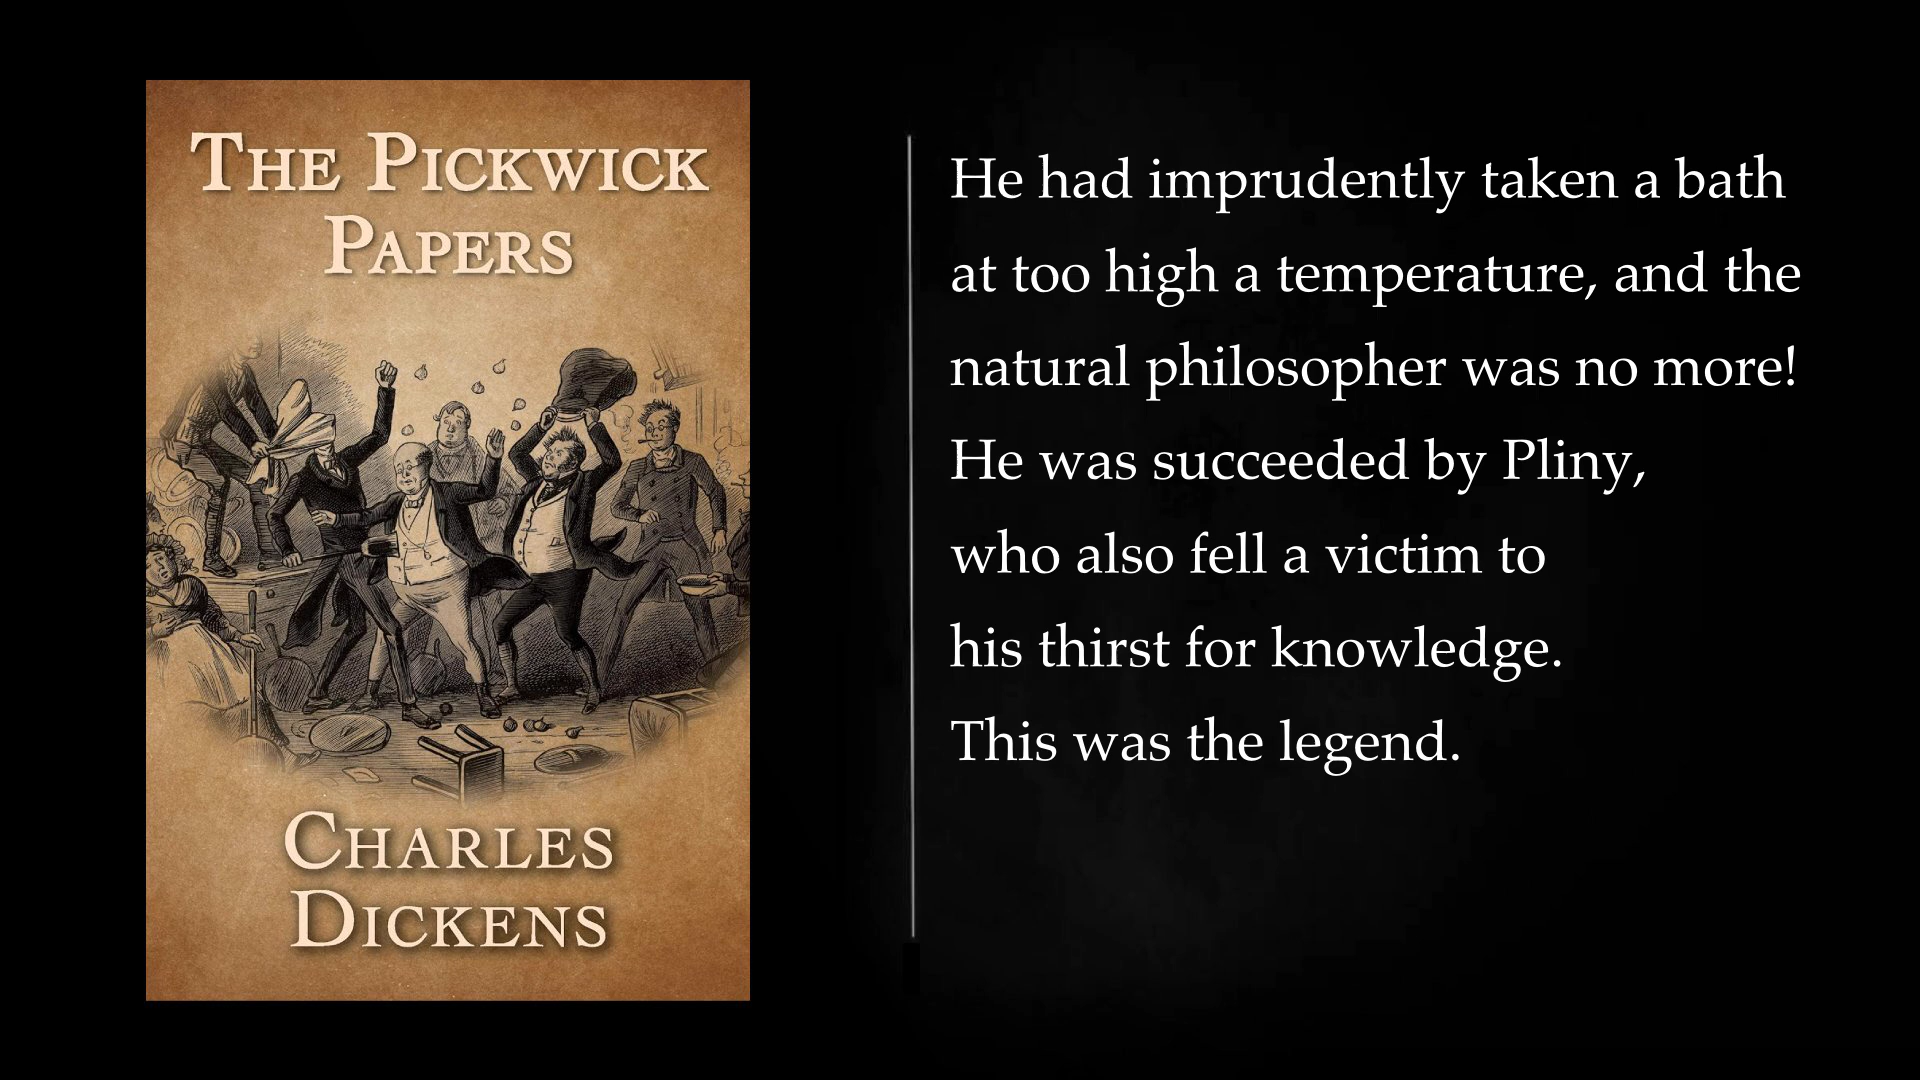 THE PICKWICK
PAPERS
CHARLES
DICKENS
He had imprudently taken a bath
at too high a temperature, and the
natural philosopher was no more!
He was succeeded by Pliny,
who also fell a victim to
his thirst for knowledge.
This was the legend.